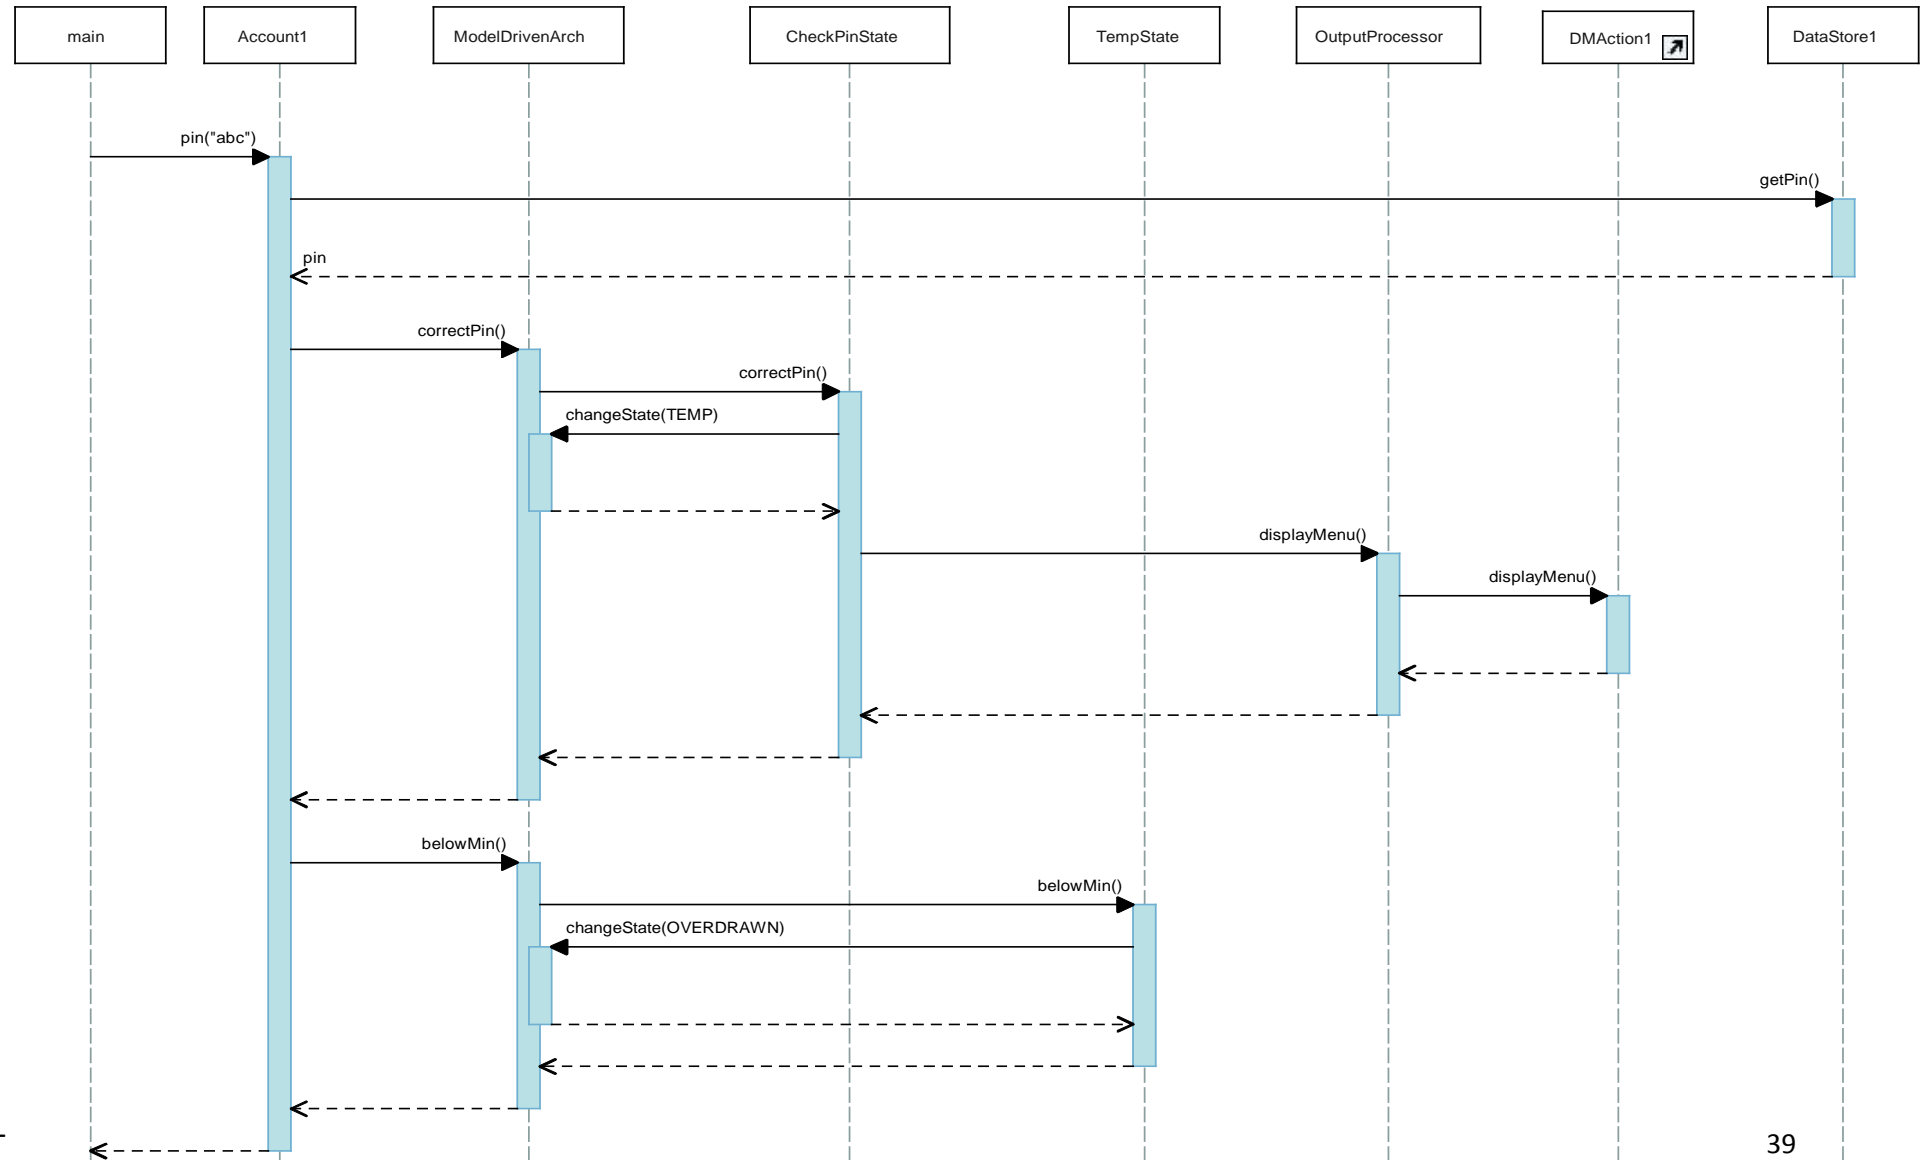 main
Account1
ModelDrivenArch
CheckPinState
TempState
OutputProcessor
DMAction1
DataStore1
pin("abc")
getPin()
pin
correctPin()
correctPin()
changeState(TEMP)
displayMenu()
displayMenu()
belowMin()
belowMin()
changeState(OVERDRAWN)
39